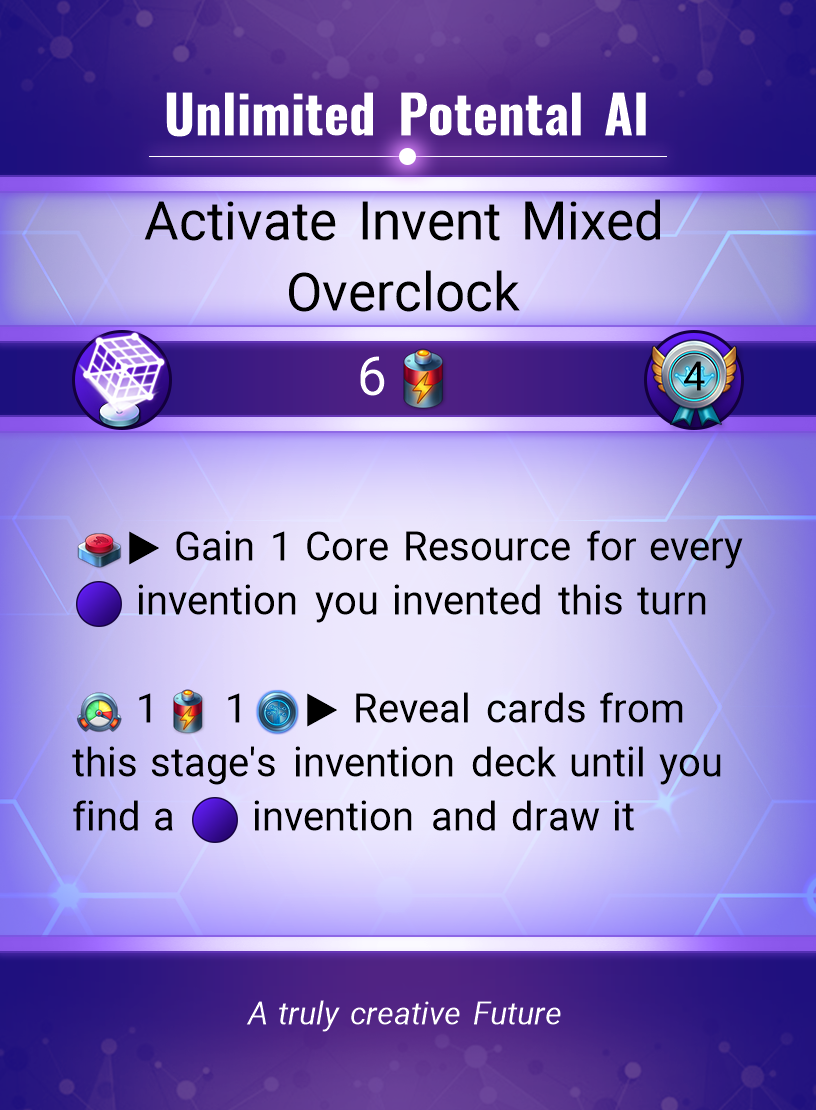 Unlimited Potental AI
Activate Invent Mixed
Overclock
6
4
Gain 1 Core Resource for every
invention you invented this turn
1 1 Reveal cards from
this stage's invention deck until you
find a invention and draw it
A truly creative Future